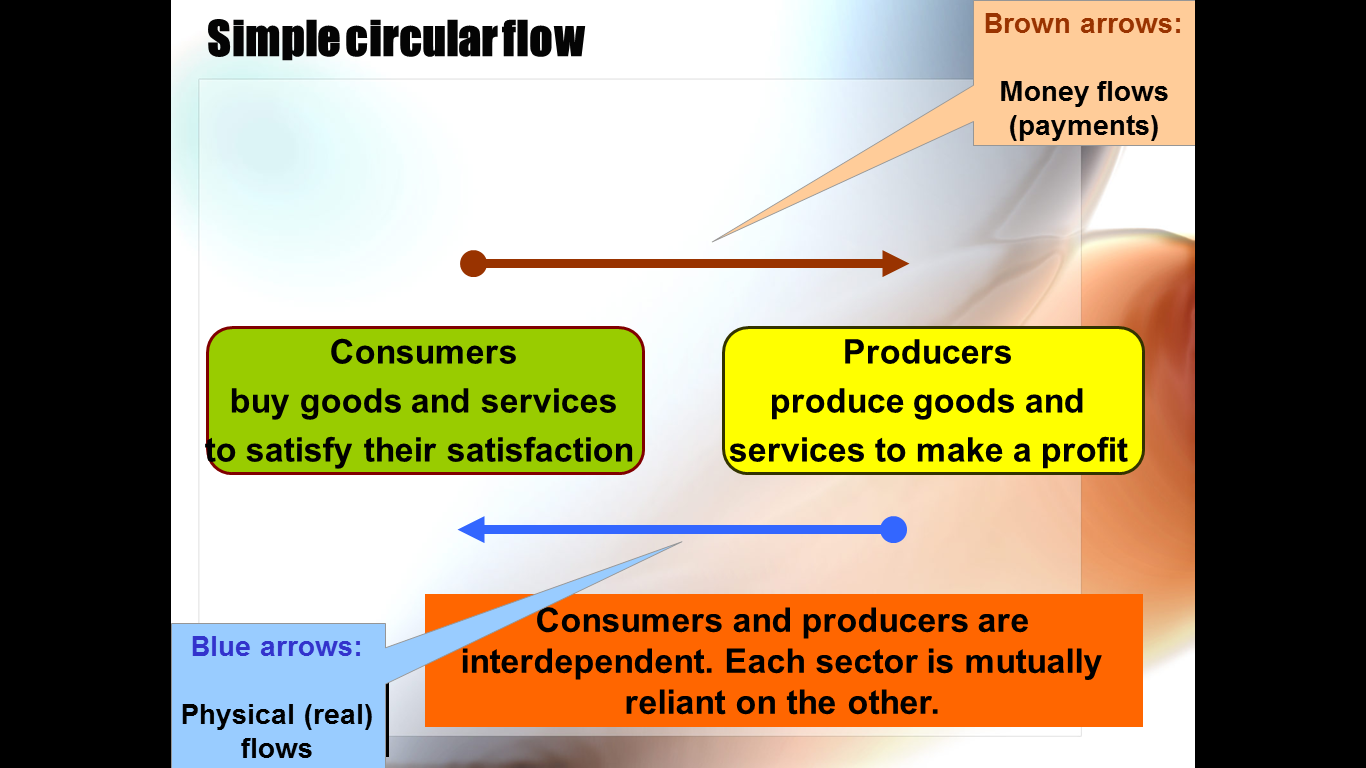 Simple circular flow
Brown arrows:
Money flows
(payments)
Consumers
buy goods and services
to satisfy their satisfaction
Producers
produce goods and
services to make a profit
Consumers and producers are
interdependent. Each sector is mutually
reliant on the other.
Blue arrows:
Physical (real)
flows